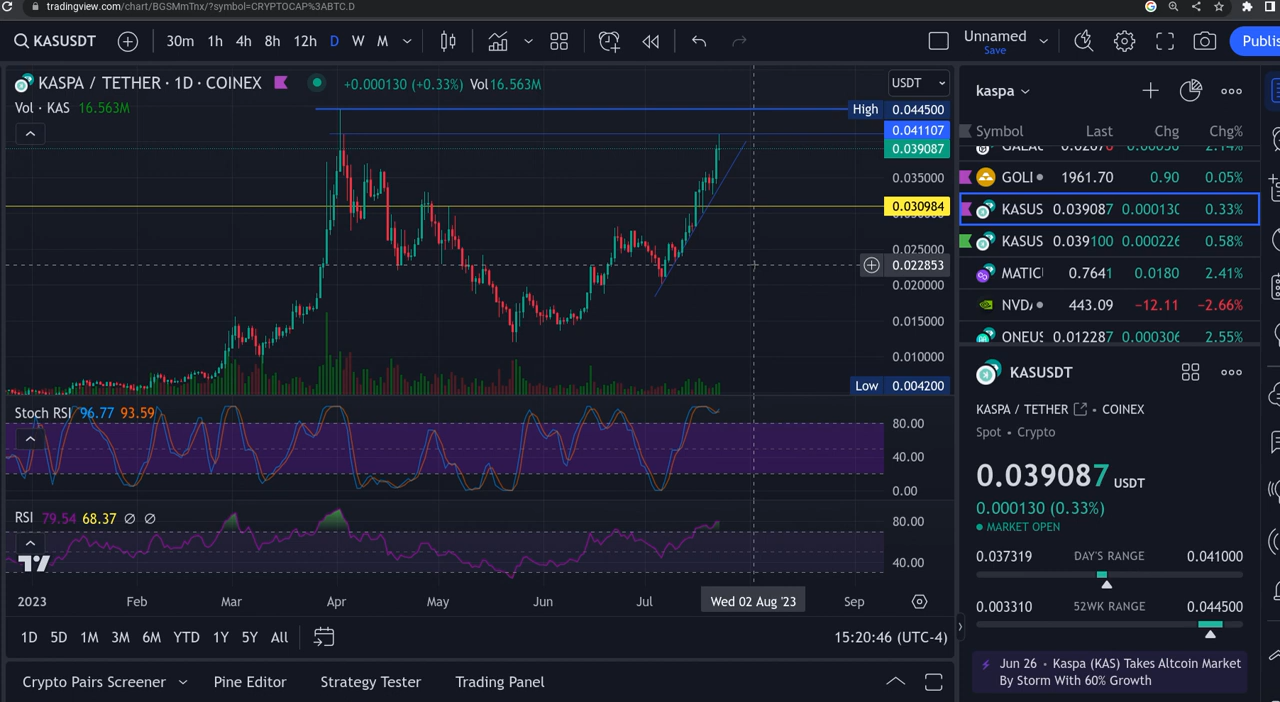 tradingview.com/chart/BGSMmTnx/?symbol=CRYPTOCAP%3ABTC.D
KASUSDT 30m 1h 4h 8h 12h D W M Unnamed Save Publis
KASPA / TETHER · 1D · COINEX +0.000130 (+0.33%) Vol 16.563M USDT
Vol · KAS 16.563M
High 0.044500
0.041107
0.039087
0.035000
0.030984
0.025000
0.022853
0.020000
0.015000
0.010000
Low 0.004200
Stoch RSI 96.77 93.59
80.00
40.00
0.00
RSI 79.54 68.37 ∅ ∅
80.00
40.00
2023 Feb Mar Apr May Jun Jul Wed 02 Aug '23 Sep
1D 5D 1M 3M 6M YTD 1Y 5Y All 15:20:46 (UTC-4)
Crypto Pairs Screener Pine Editor Strategy Tester Trading Panel
kaspa
Symbol Last Chg Chg%
GOLI 1961.70 0.90 0.05%
KASUS 0.039087 0.000130 0.33%
KASUS 0.039100 0.000226 0.58%
MATICI 0.7641 0.0180 2.41%
NVD 443.09 −12.11 −2.66%
ONEUS 0.012287 0.000306 2.55%
KASUSDT
KASPA / TETHER • COINEX
Spot • Crypto
0.039087 USDT
0.000130 (0.33%)
MARKET OPEN
0.037319 DAY'S RANGE 0.041000
0.003310 52WK RANGE 0.044500
Jun 26 • Kaspa (KAS) Takes Altcoin Market
By Storm With 60% Growth